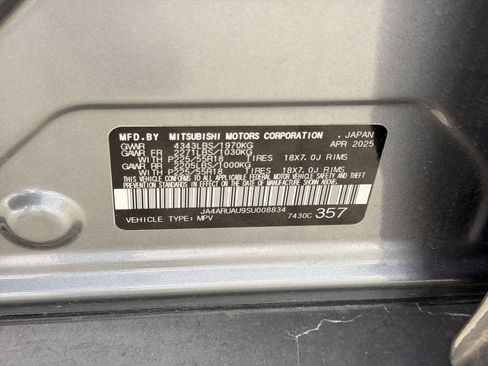 MFD.BY MITSUBISHI MOTORS CORPORATION , JAPAN
GVWR 4343LBS/1970KG APR 2025
GAWR FR 2271LBS/1030KG
WITH P225/55R18 TIRES 18X7.0J RIMS
GAWR RR 2205LBS/1000KG
WITH P225/55R18 TIRES 18X7.0J RIMS
THIS VEHICLE CONFORMS TO ALL APPLICABLE
FEDERAL MOTOR VEHICLE SAFETY AND THEFT
PREVENTION STANDARDS IN EFFECT ON THE DATE
OF MANUFACTURE SHOWN ABOVE.
JA4ARUAU9SU008834
VEHICLE TYPE: MPV 7430C 357